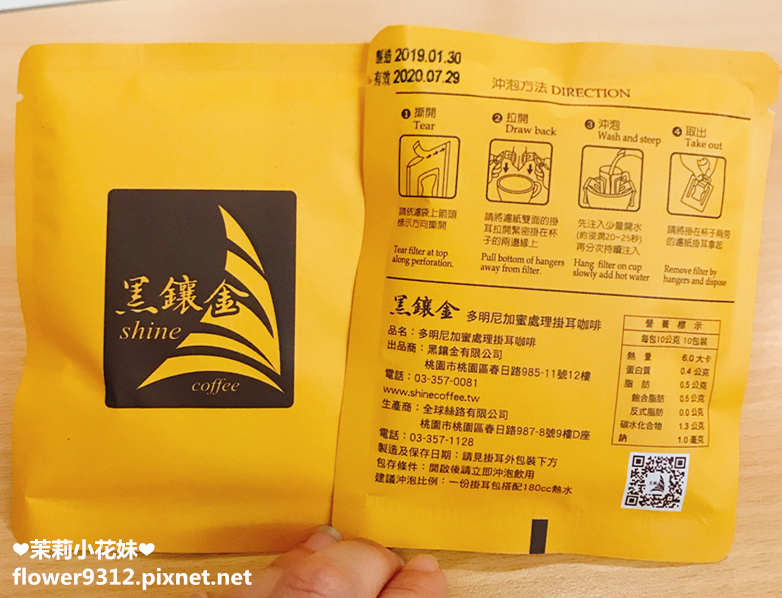 黑鑲金
shine
coffee
製造 2019.01.30
有效 2020.07.29
沖泡方法 DIRECTION
1 撕開
Tear
請依濾袋上箭頭
標示方向撕開
Tear filter at top
along perforation.
2 拉開
Draw back
請將濾紙雙面的掛
耳拉開緊密掛在杯
子的兩邊緣上
Pull bottom of hangers
away from filter.
3 沖泡
Wash and steep
先注入少量開水
(約浸潤20~25秒)
再分次持續注入
Hang filter on cup
slowly add hot water
4 取出
Take out
請將掛在杯子兩旁
的濾紙掛耳拿起
Remove filter by
hangers and dispose
黑鑲金 多明尼加蜜處理掛耳咖啡
品名：多明尼加蜜處理掛耳咖啡
出品商：黑鑲金有限公司
桃園市桃園區春日路985-11號12樓
電話：03-357-0081
www.shinecoffee.tw
生產商：全球絲路有限公司
桃園市桃園區春日路987-8號9樓D座
電話：03-357-1128
製造及保存日期：請見掛耳外包裝下方
包存條件：開啟後請立即沖泡飲用
建議沖泡比例：一份掛耳包搭配180cc熱水
營養標示
每包10公克 10包裝
熱量 6.0大卡
蛋白質 0.4公克
脂肪 0.5公克
飽合脂肪 0.5公克
反式脂肪 0.0公克
碳水化合物 1.3公克
鈉 1.0毫克
❤茉莉小花妹❤
flower9312.pixnet.net